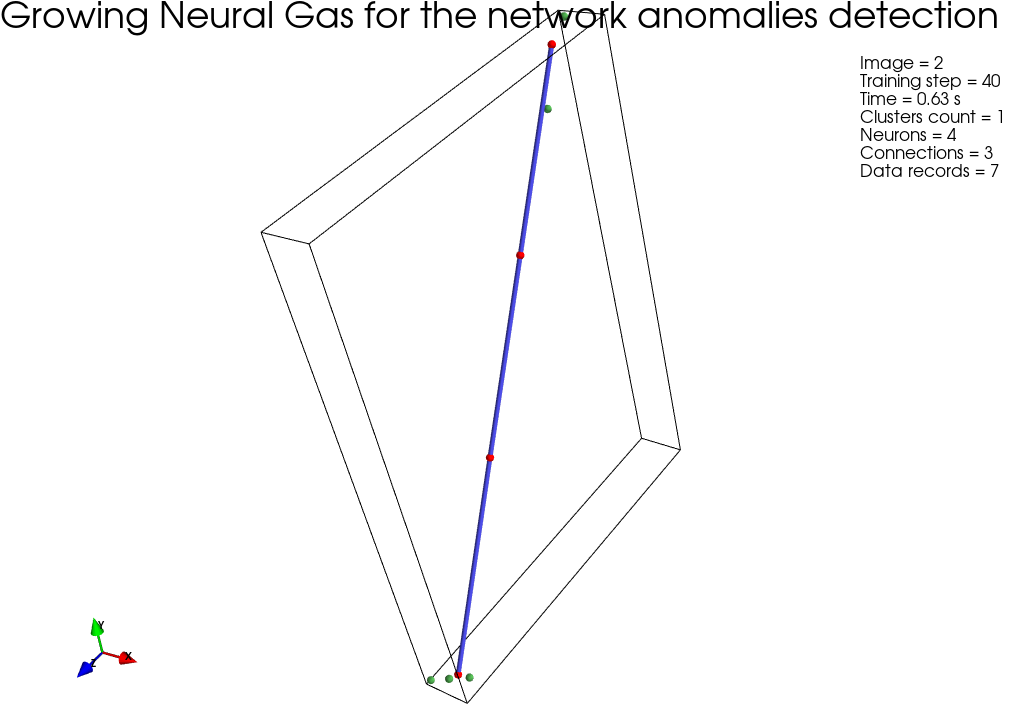 Growing Neural Gas for the network anomalies detection
Image = 2
Training step = 40
Time = 0.63 s
Clusters count = 1
Neurons = 4
Connections = 3
Data records = 7
Y
X
Z